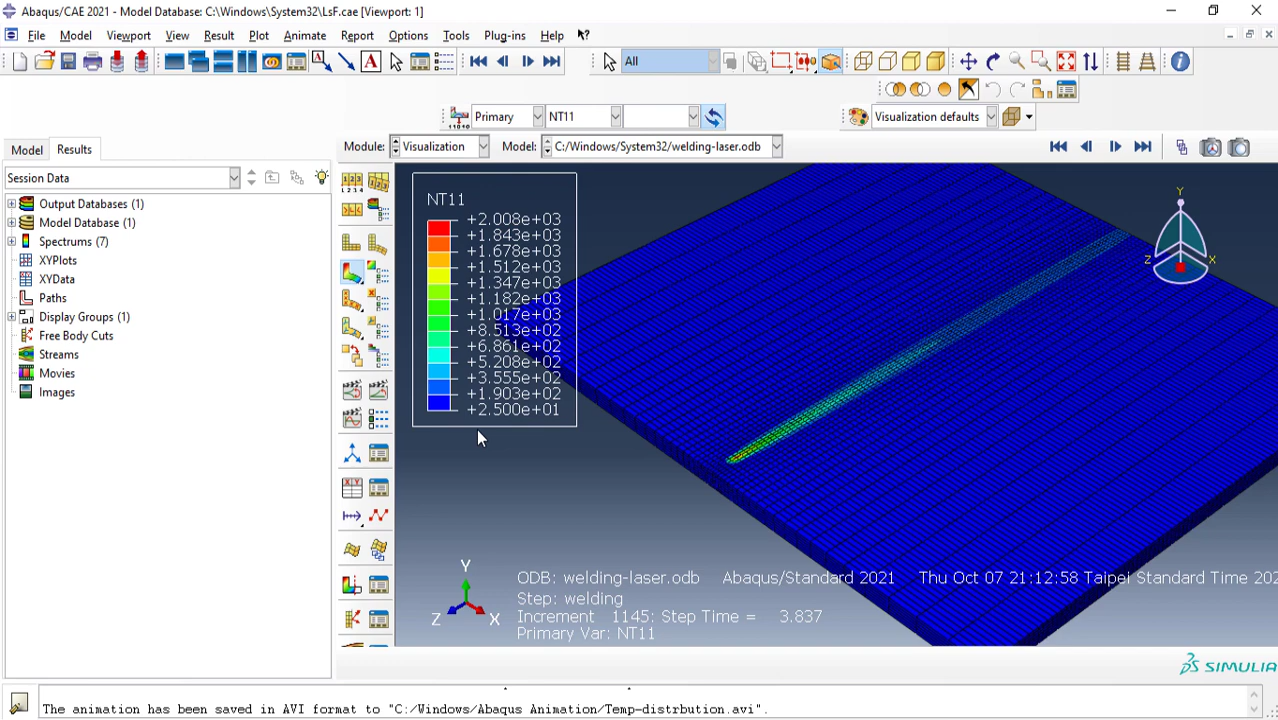 Abaqus/CAE 2021 - Model Database: C:\Windows\System32\LsF.cae [Viewport: 1]
File Model Viewport View Result Plot Animate Report Options Tools Plug-ins Help
All
Primary NT11 Visualization defaults
Model Results Module: Visualization Model: C:/Windows/System32/welding-laser.odb
Session Data
Output Databases (1)
Model Database (1)
Spectrums (7)
XYPlots
XYData
Paths
Display Groups (1)
Free Body Cuts
Streams
Movies
Images
NT11
+2.008e+03
+1.843e+03
+1.678e+03
+1.512e+03
+1.347e+03
+1.182e+03
+1.017e+03
+8.513e+02
+6.861e+02
+5.208e+02
+3.555e+02
+1.903e+02
+2.500e+01
Y
Z X
Y
Z X
ODB: welding-laser.odb Abaqus/Standard 2021 Thu Oct 07 21:12:58 Taipei Standard Time
Step: welding
Increment 1145: Step Time = 3.837
Primary Var: NT11
SIMULIA
The animation has been saved in AVI format to "C:/Windows/Abaqus Animation/Temp-distrbution.avi".